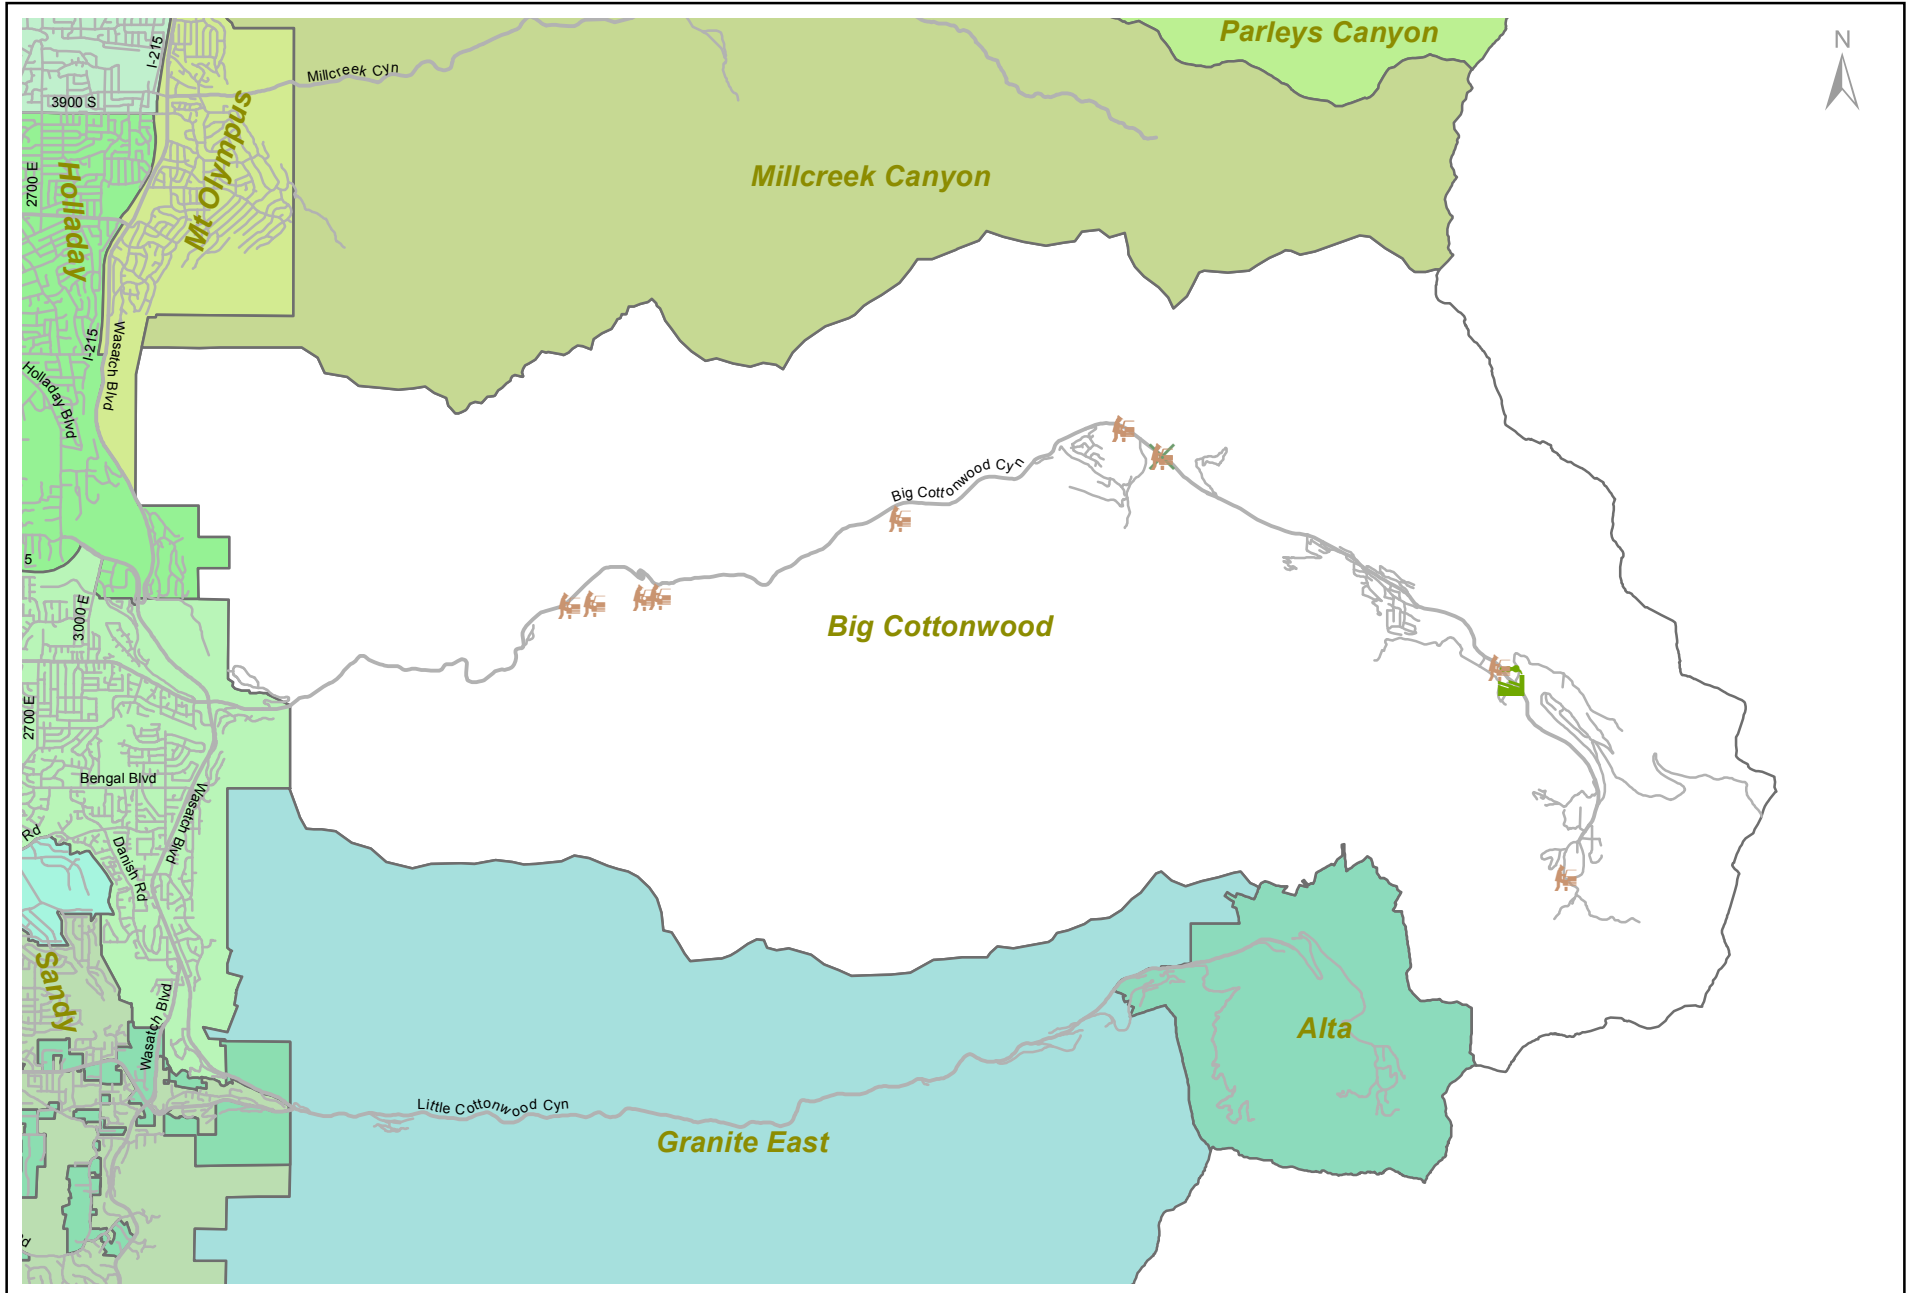 Parleys Canyon
N
I-215
Millcreek Cyn
3900 S
Mt Olympus
Holladay
2700 E
Millcreek Canyon
I-215
Wasatch Blvd
Holladay Blvd
Big Cottonwood Cyn
5
3000 E
Big Cottonwood
2700 E
Bengal Blvd
Wasatch Blvd
Rd
Danish Rd
Sandy
Wasatch Blvd
Alta
Little Cottonwood Cyn
Granite East